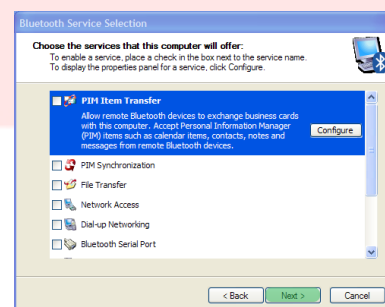 Bluetooth Service Selection
Choose the services that this computer will offer:
To enable a service, place a check in the box next to the service name.
To display the properties panel for a service, click Configure.
PIM Item Transfer
Allow remote Bluetooth devices to exchange business cards
with this computer. Accept Personal Information Manager
(PIM) items such as calendar items, contacts, notes and
messages from remote Bluetooth devices.
Configure
PIM Synchronization
File Transfer
Network Access
Dial-up Networking
Bluetooth Serial Port
< Back
Next >
Cancel